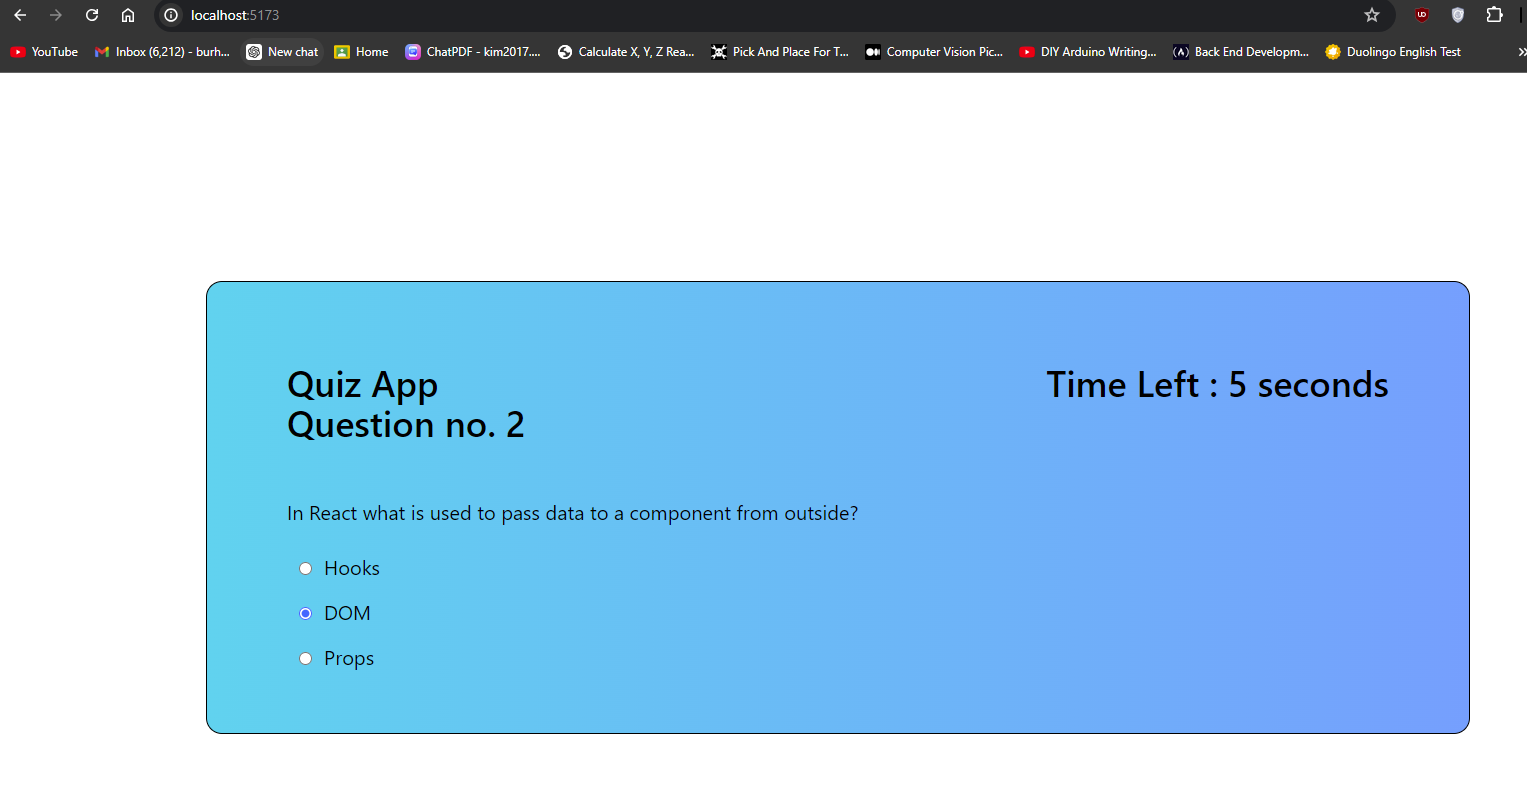 localhost:5173
YouTube Inbox (6,212) - burh... New chat Home ChatPDF - kim2017.... Calculate X, Y, Z Rea... Pick And Place For T... Computer Vision Pic... DIY Arduino Writing... Back End Developm... Duolingo English Test
Quiz App Time Left : 5 seconds
Question no. 2
In React what is used to pass data to a component from outside?
Hooks
DOM
Props